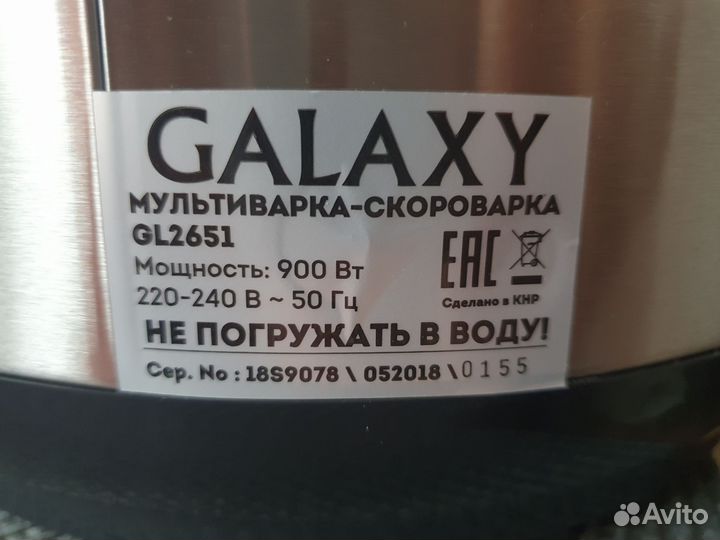 GALAXY
МУЛЬТИВАРКА-СКОРОВАРКА
GL2651
Мощность: 900 Вт
220-240 В ~ 50 Гц
EAC
Сделано в КНР
НЕ ПОГРУЖАТЬ В ВОДУ!
Сер. No : 18S9078 \ 052018 \ 0155
Avito